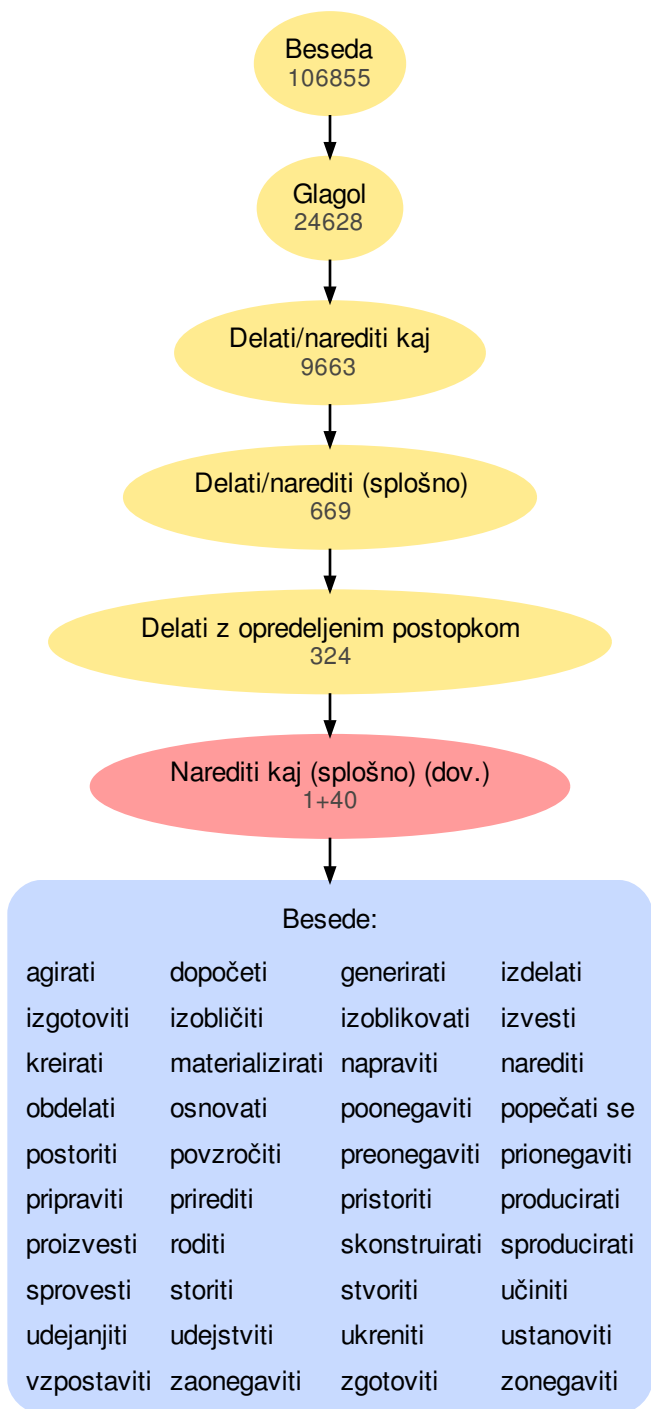 Beseda
106855
Glagol
24628
Delati/narediti kaj
9663
Delati/narediti (splošno)
669
Delati z opredeljenim postopkom
324
Narediti kaj (splošno) (dov.)
1+40
Besede:
agirati dopočeti generirati izdelati
izgotoviti izobličiti izoblikovati izvesti
kreirati materializirati napraviti narediti
obdelati osnovati poonegaviti popečati se
postoriti povzročiti preonegaviti prionegaviti
pripraviti prirediti pristoriti producirati
proizvesti roditi skonstruirati sproducirati
sprovesti storiti stvoriti učiniti
udejanjiti udejstviti ukreniti ustanoviti
vzpostaviti zaonegaviti zgotoviti zonegaviti